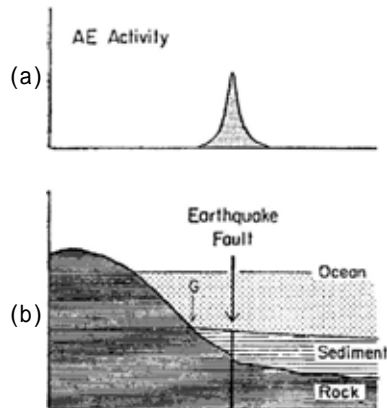 AE Activity
(a)
Earthquake
Fault
G
Ocean
(b)
Sediment
Rock